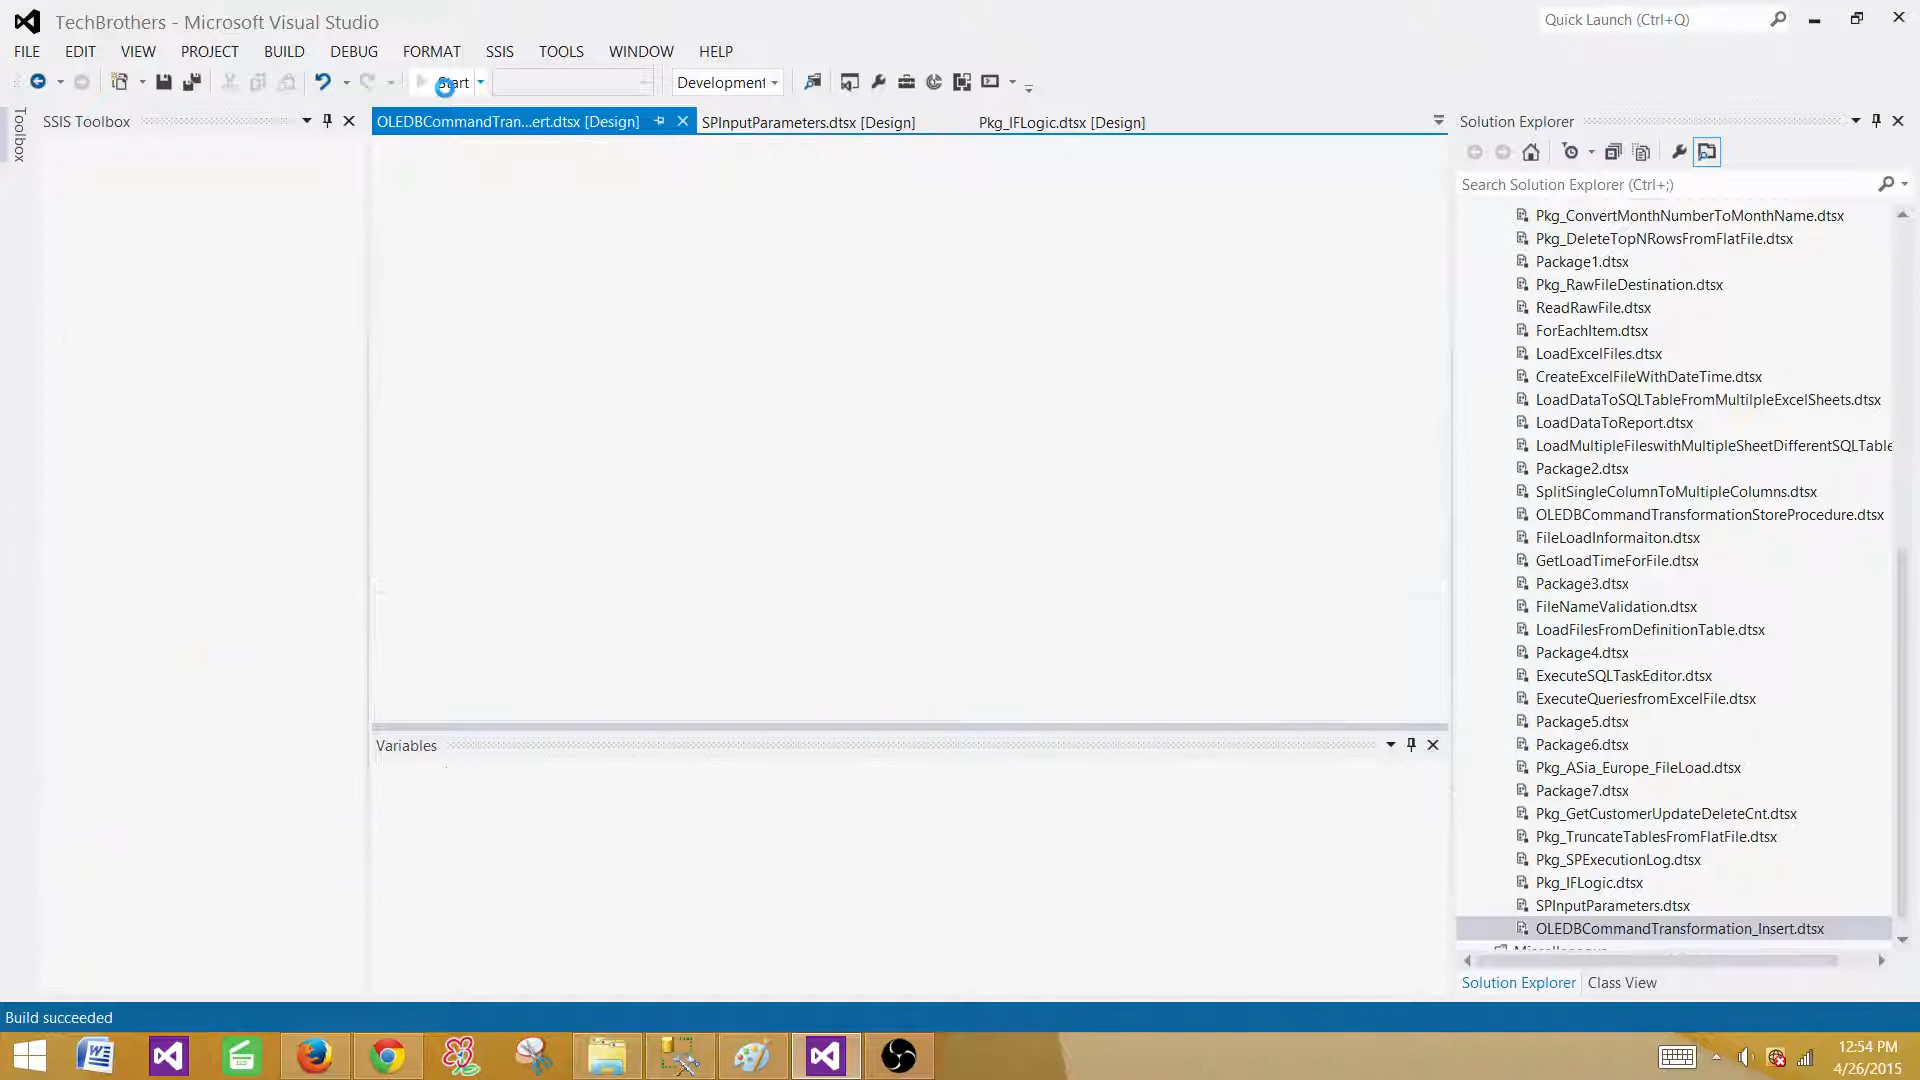 TechBrothers - Microsoft Visual Studio
Quick Launch (Ctrl+Q)
FILE EDIT VIEW PROJECT BUILD DEBUG FORMAT SSIS TOOLS WINDOW HELP
Start
Development
Toolbox
SSIS Toolbox
OLEDBCommandTran...ert.dtsx [Design]
SPInputParameters.dtsx [Design]
Pkg_IFLogic.dtsx [Design]
Solution Explorer
Search Solution Explorer (Ctrl+;)
Pkg_ConvertMonthNumberToMonthName.dtsx
Pkg_DeleteTopNRowsFromFlatFile.dtsx
Package1.dtsx
Pkg_RawFileDestination.dtsx
ReadRawFile.dtsx
ForEachItem.dtsx
LoadExcelFiles.dtsx
CreateExcelFileWithDateTime.dtsx
LoadDataToSQLTableFromMultilpleExcelSheets.dtsx
LoadDataToReport.dtsx
LoadMultipleFileswithMultipleSheetDifferentSQLTable
Package2.dtsx
SplitSingleColumnToMultipleColumns.dtsx
OLEDBCommandTransformationStoreProcedure.dtsx
FileLoadInformaiton.dtsx
GetLoadTimeForFile.dtsx
Package3.dtsx
FileNameValidation.dtsx
LoadFilesFromDefinitionTable.dtsx
Package4.dtsx
ExecuteSQLTaskEditor.dtsx
ExecuteQueriesfromExcelFile.dtsx
Package5.dtsx
Package6.dtsx
Pkg_ASia_Europe_FileLoad.dtsx
Package7.dtsx
Pkg_GetCustomerUpdateDeleteCnt.dtsx
Pkg_TruncateTablesFromFlatFile.dtsx
Pkg_SPExecutionLog.dtsx
Pkg_IFLogic.dtsx
SPInputParameters.dtsx
OLEDBCommandTransformation_Insert.dtsx
Variables
Solution Explorer
Class View
Build succeeded
12:54 PM
4/26/2015